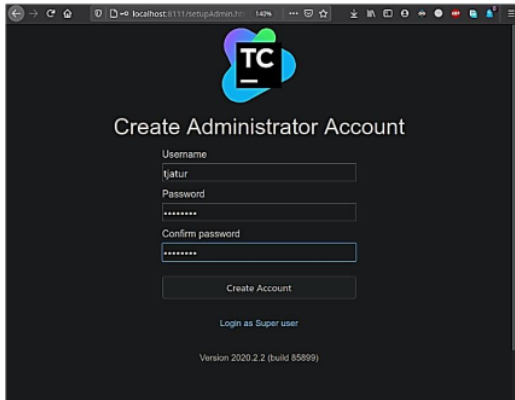 localhost:8111/setupAdmin.ht
140%
TC
Create Administrator Account
Username
tjatur
Password
••••••••
Confirm password
••••••••
Create Account
Login as Super user
Version 2020.2.2 (build 85899)